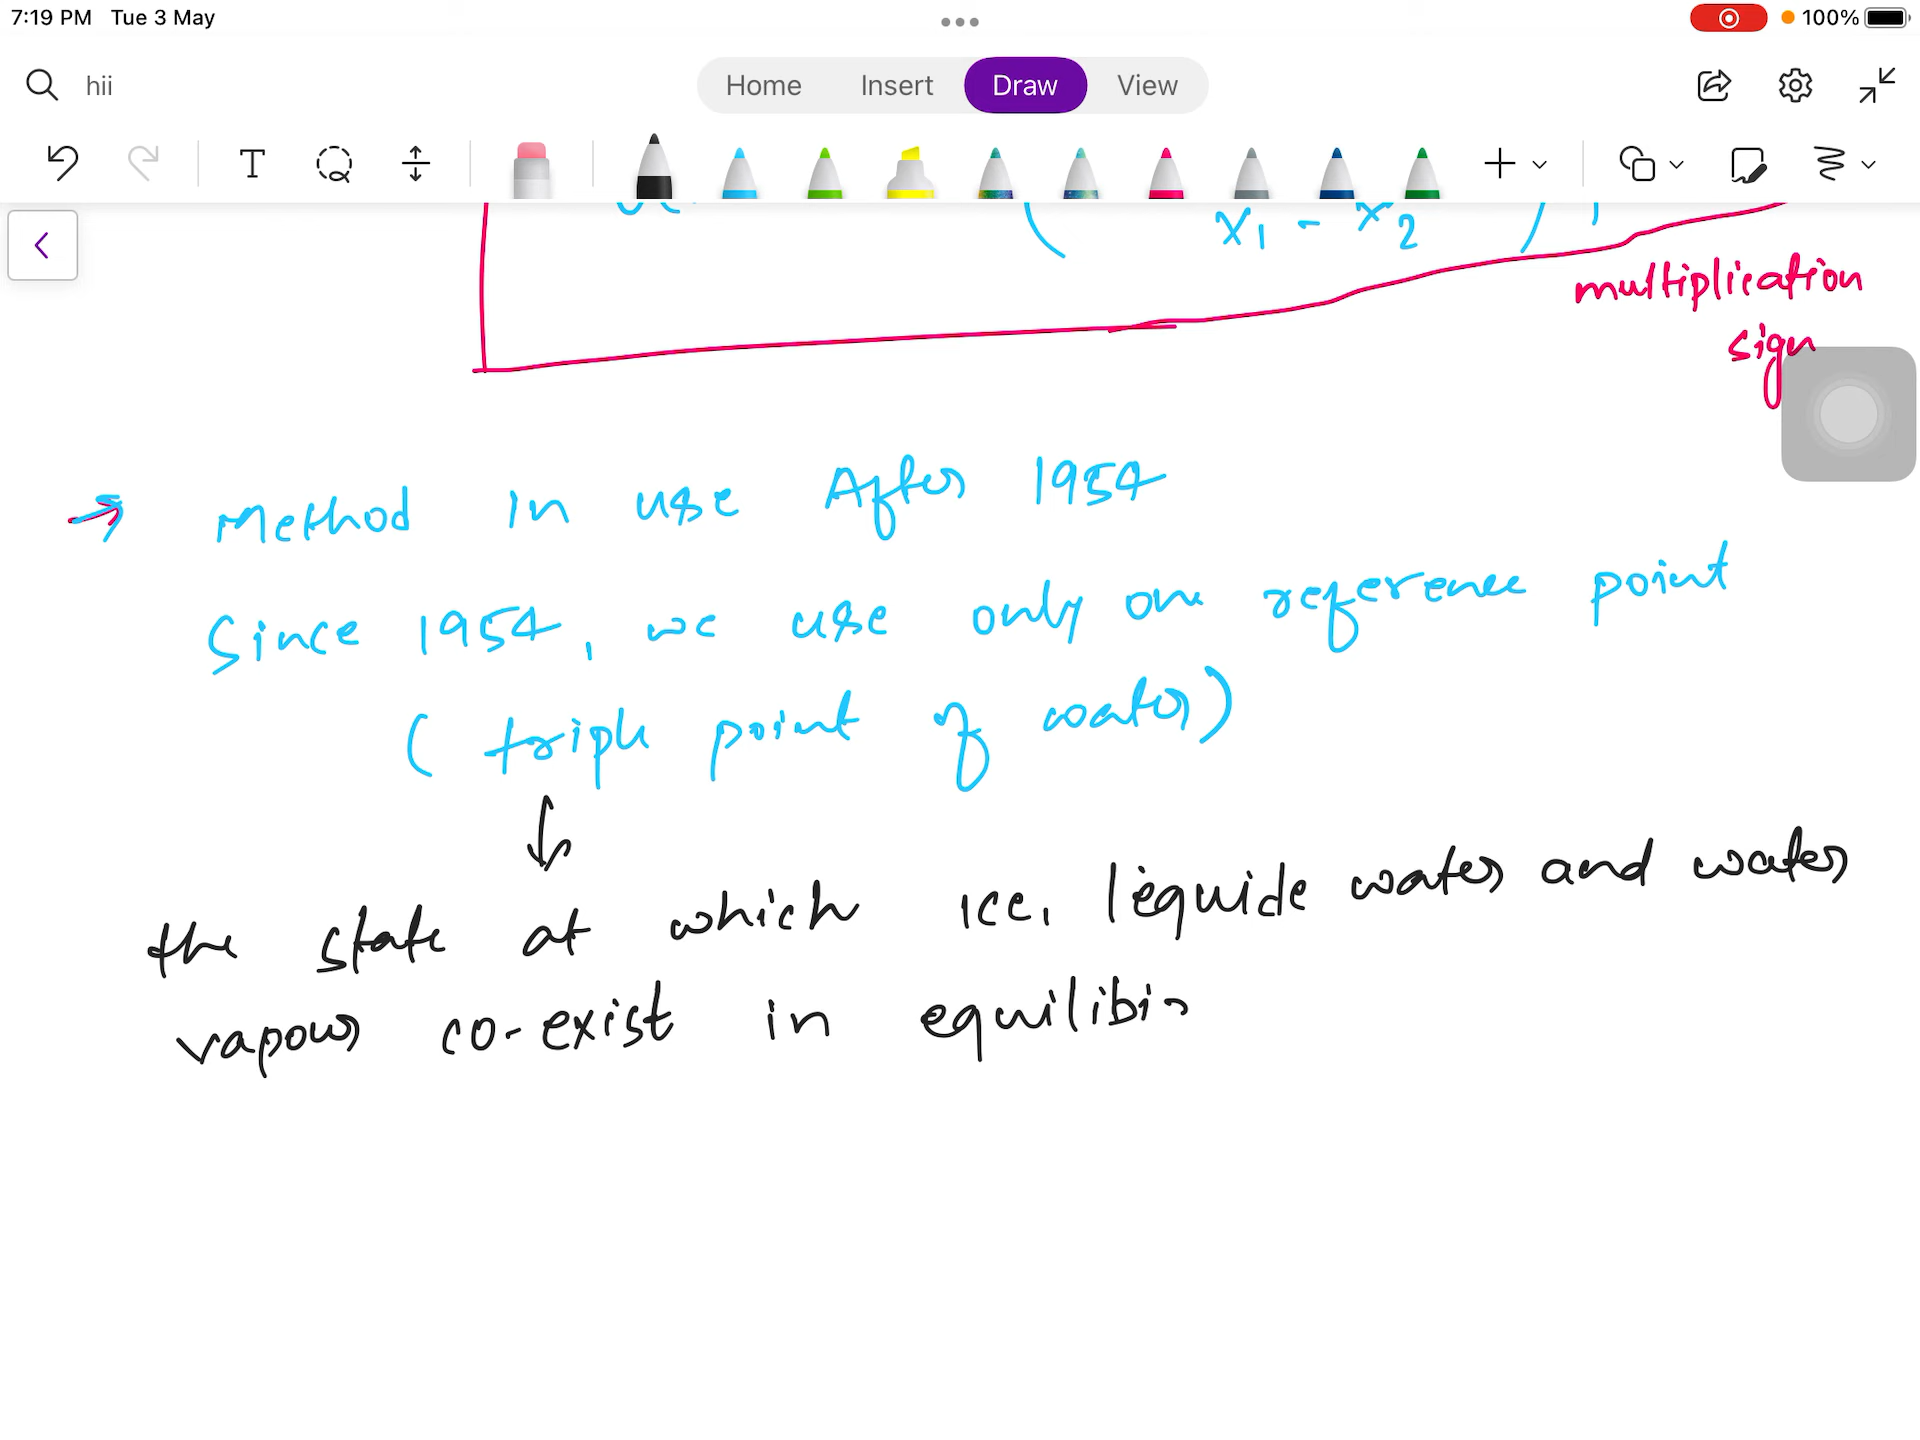 7:19 PM Tue 3 May
100%
hii
Home Insert Draw View
T
x1 - x2
multiplication
sign
→ Method in use After 1954
Since 1954, we use only one reference point
( triple point of water)
the state at which ice, liquide water and water
vapour co-exist in equilibi